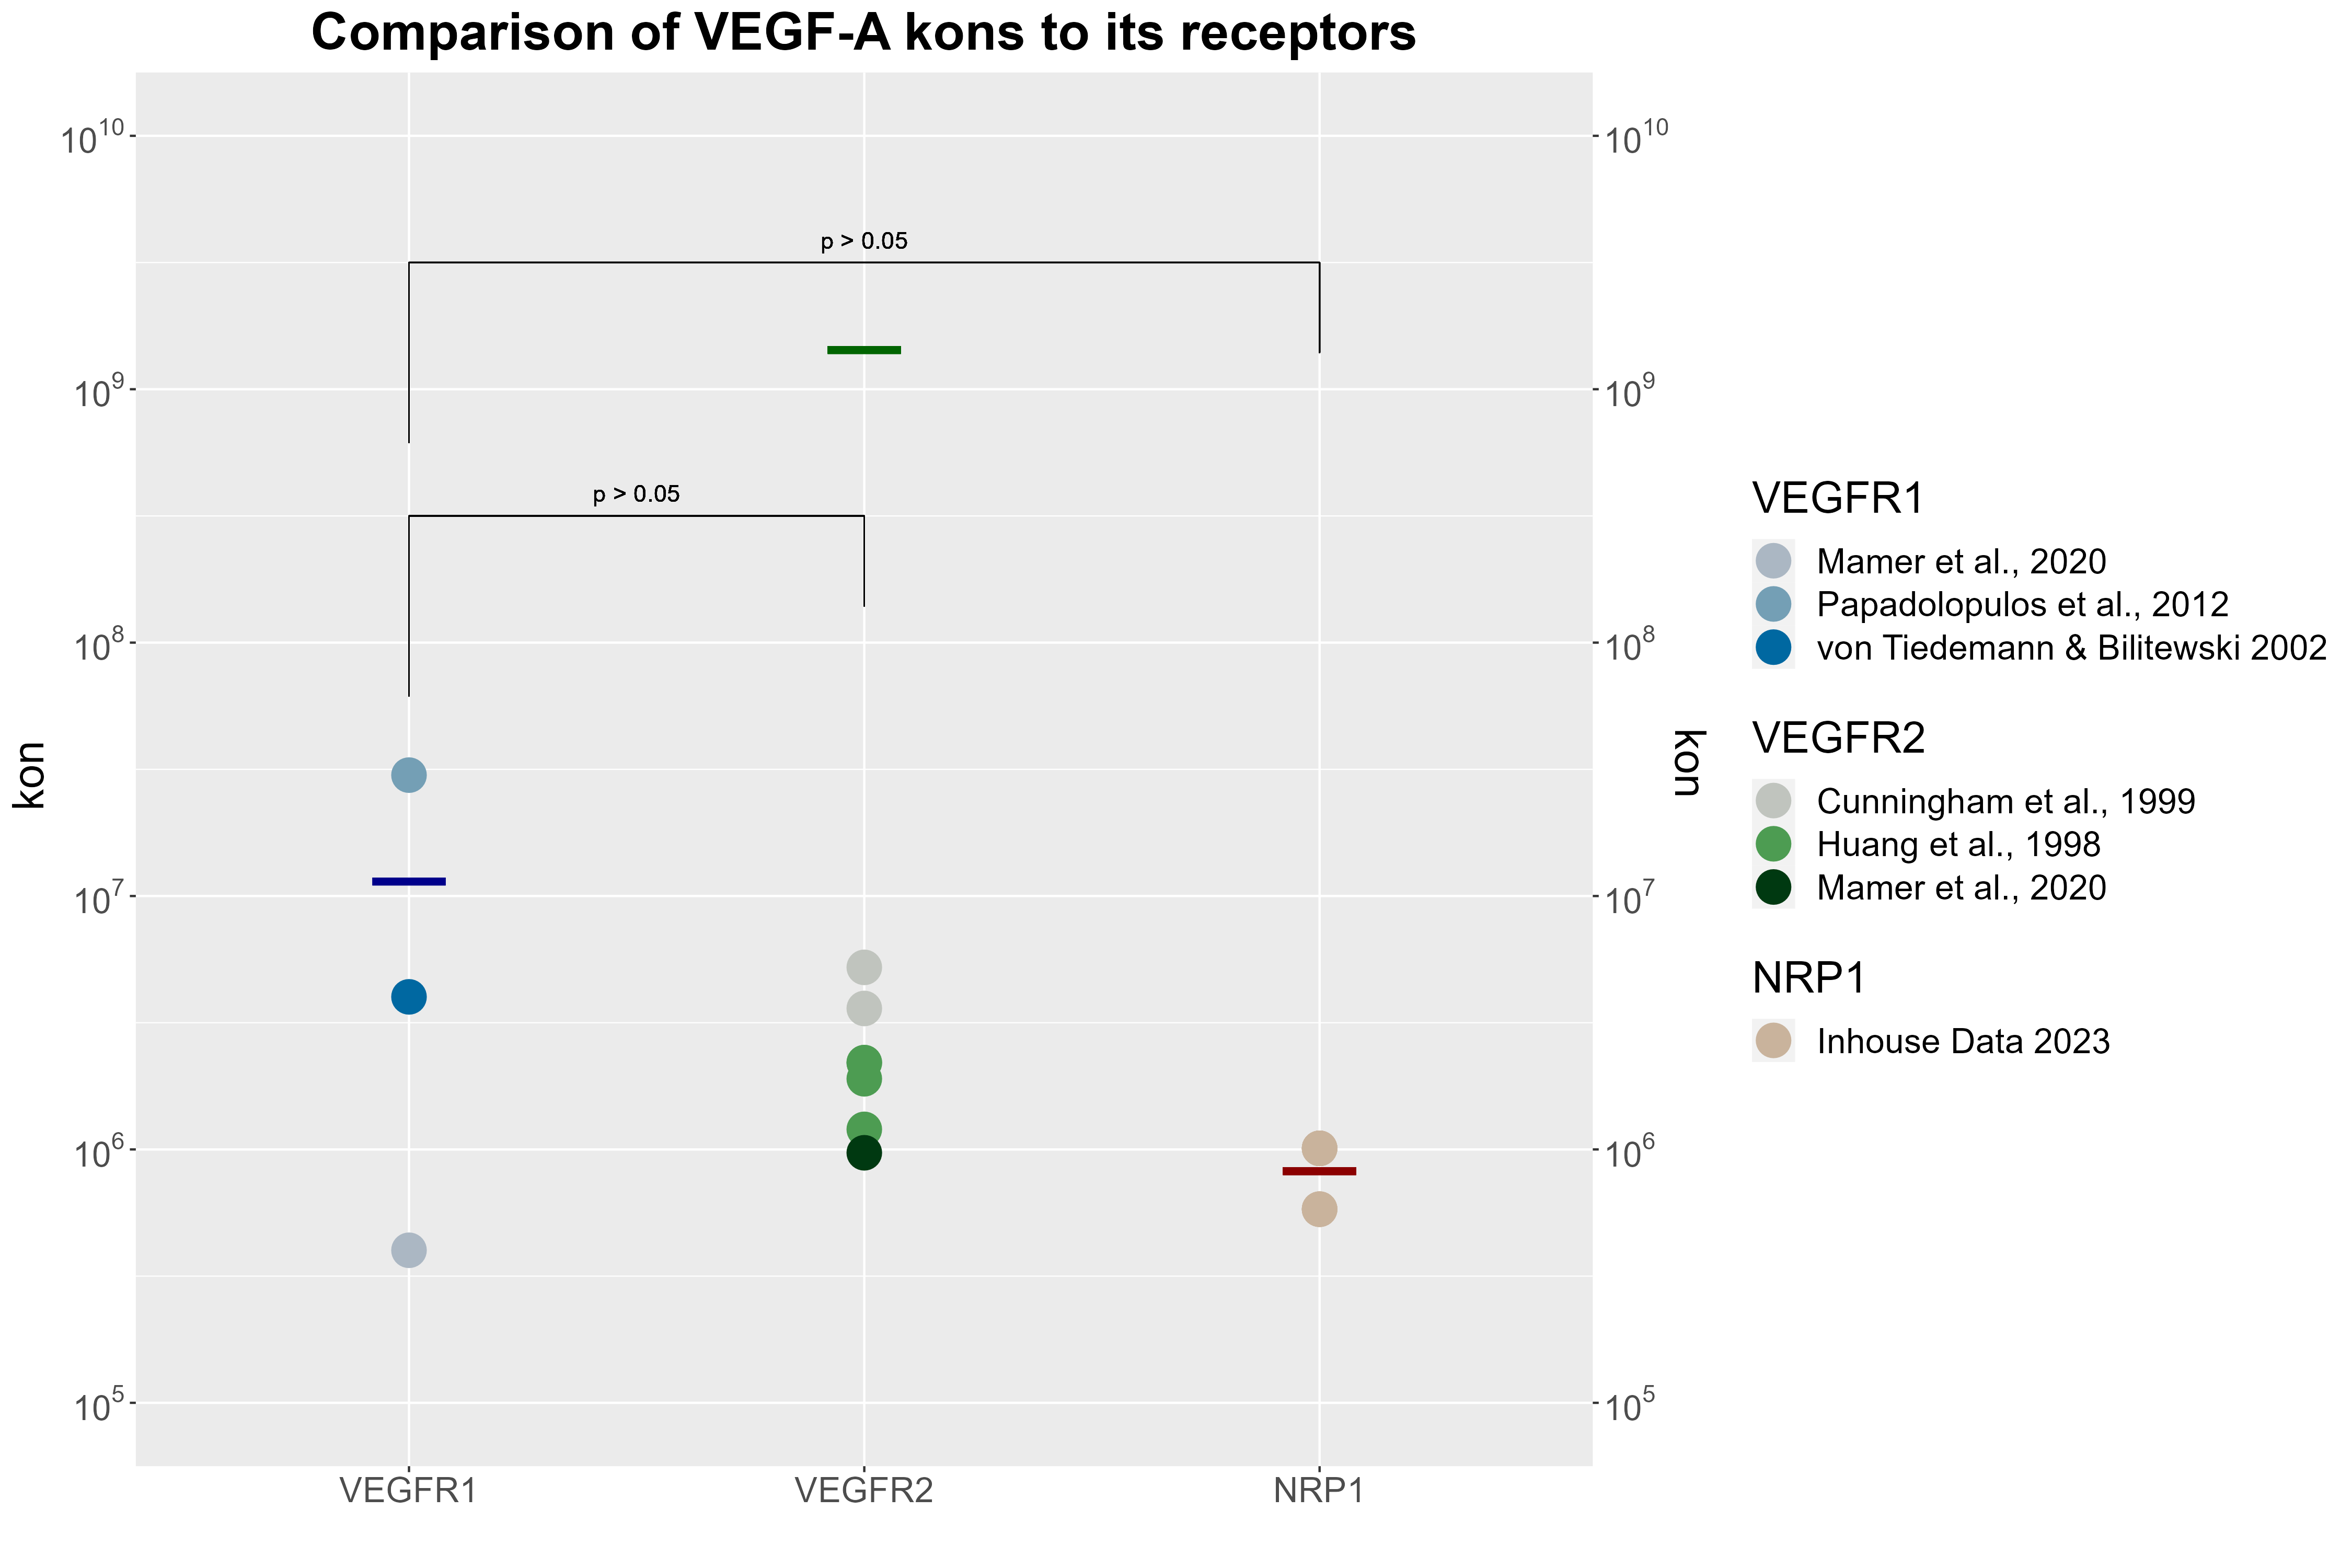 Comparison of VEGF-A kons to its receptors
10^10
10^9
10^8
10^7
10^6
10^5
kon
p > 0.05
p > 0.05
VEGFR1
VEGFR2
NRP1
10^10
10^9
10^8
10^7
10^6
10^5
kon
VEGFR1
Mamer et al., 2020
Papadolopulos et al., 2012
von Tiedemann & Bilitewski 2002
VEGFR2
Cunningham et al., 1999
Huang et al., 1998
Mamer et al., 2020
NRP1
Inhouse Data 2023